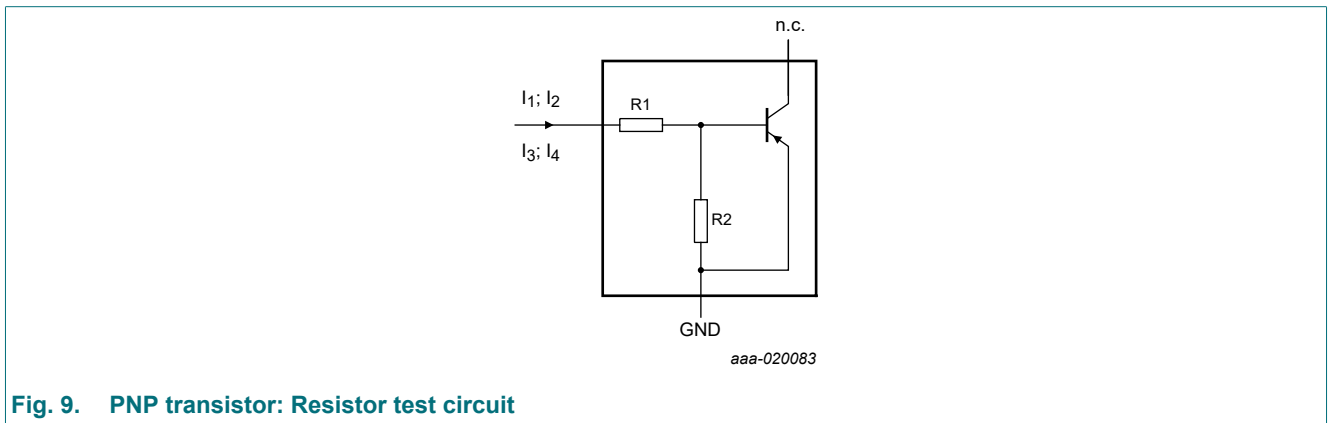 n.c.
I1; I2
R1
I3; I4
R2
GND
aaa-020083
Fig. 9. PNP transistor: Resistor test circuit